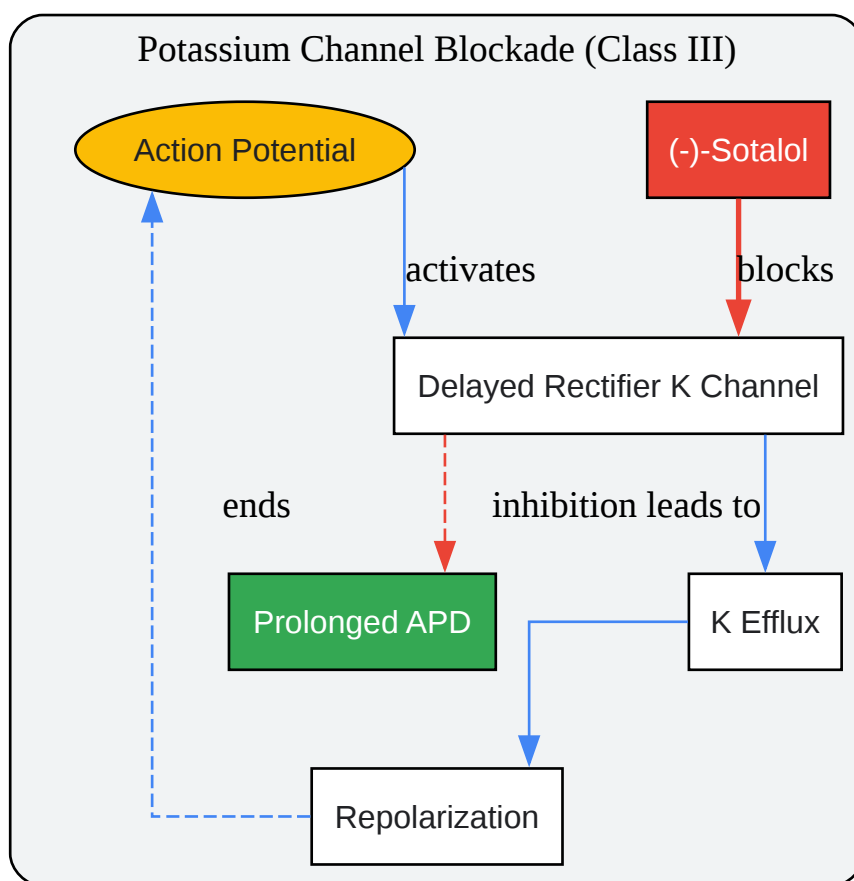 Potassium Channel Blockade (Class III)
Action Potential
(-)-Sotalol
activates
blocks
Delayed Rectifier K Channel
ends
inhibition leads to
Prolonged APD
K Efflux
Repolarization